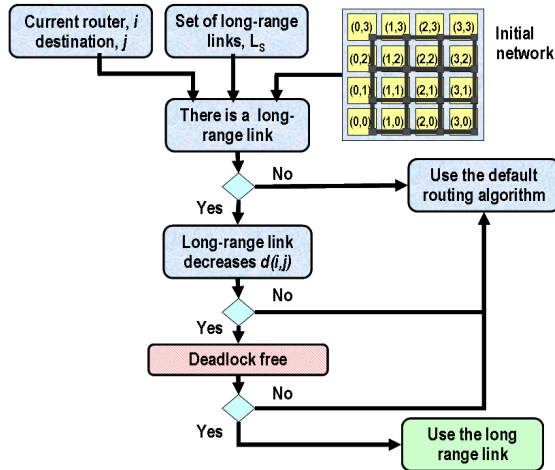 Current router, i
destination, j
Set of long-range
links, LS
(0,3) (1,3) (2,3) (3,3)
(0,2) (1,2) (2,2) (3,2)
(0,1) (1,1) (2,1) (3,1)
(0,0) (1,0) (2,0) (3,0)
Initial
network
There is a long-
range link
No
Yes
Use the default
routing algorithm
Long-range link
decreases d(i,j)
No
Yes
Deadlock free
No
Yes
Use the long
range link